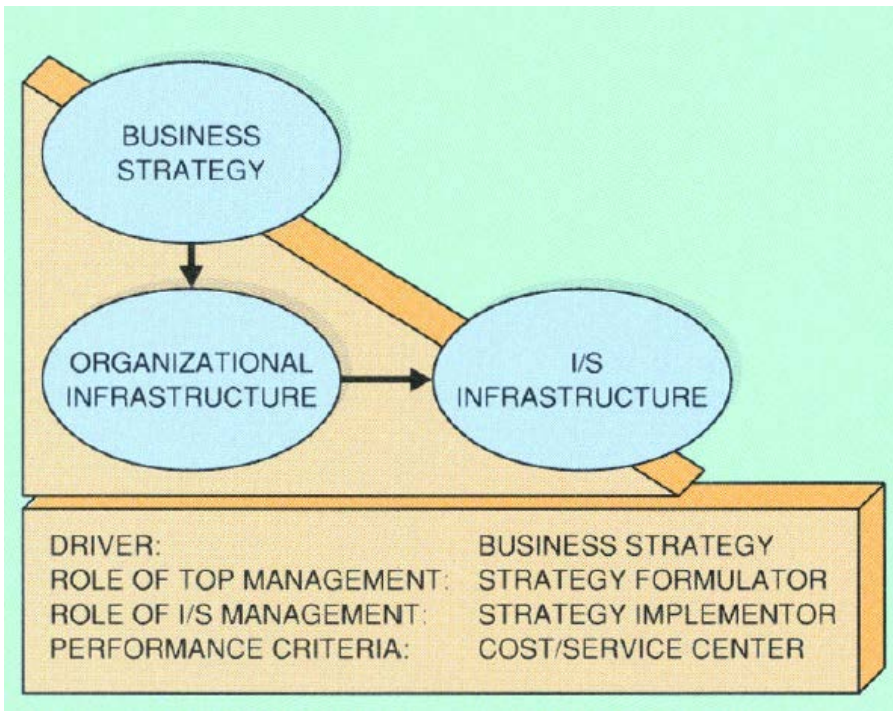 BUSINESS
STRATEGY
ORGANIZATIONAL
INFRASTRUCTURE
I/S
INFRASTRUCTURE
DRIVER: BUSINESS STRATEGY
ROLE OF TOP MANAGEMENT: STRATEGY FORMULATOR
ROLE OF I/S MANAGEMENT: STRATEGY IMPLEMENTOR
PERFORMANCE CRITERIA: COST/SERVICE CENTER